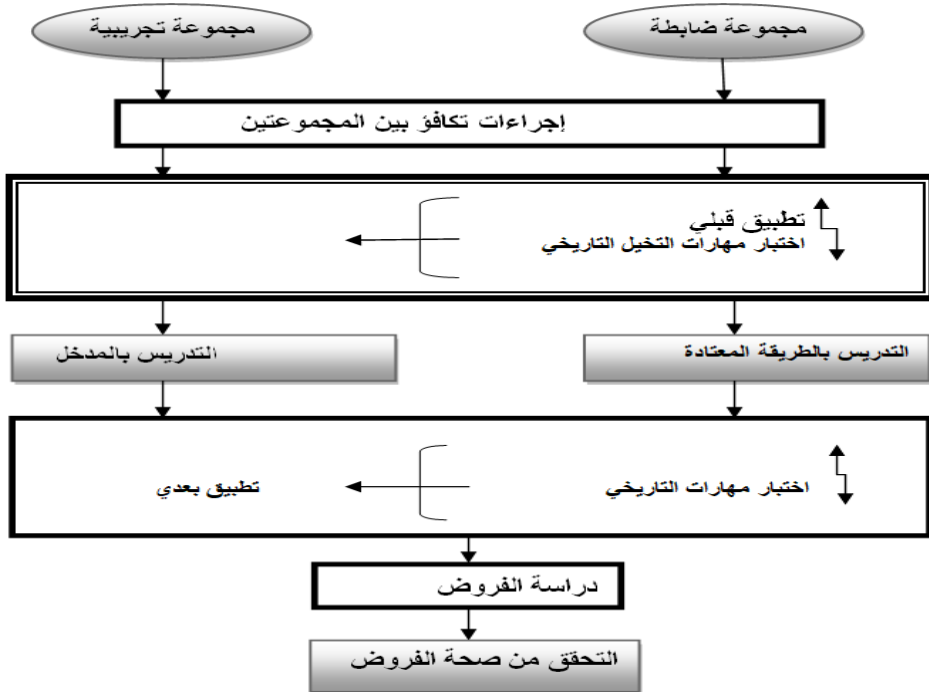 مجموعة ضابطة
مجموعة تجريبية
إجراءات تكافؤ بين المجموعتين
تطبيق قبلي
اختبار مهارات التخيل التاريخي
التدريس بالطريقة المعتادة
التدريس بالمدخل
اختبار مهارات التاريخي
تطبيق بعدي
دراسة الفروض
التحقق من صحة الفروض